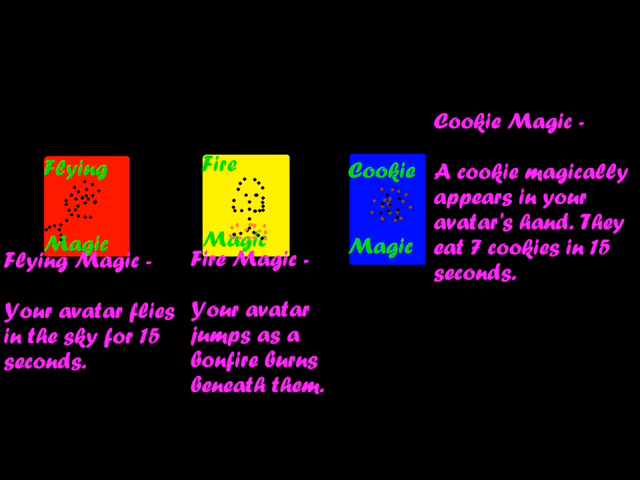 Flying
Magic
Flying Magic -
Your avatar flies
in the sky for 15
seconds.
Fire
Magic
Fire Magic -
Your avatar
jumps as a
bonfire burns
beneath them.
Cookie
Magic
Cookie Magic -
A cookie magically
appears in your
avatar's hand. They
eat 7 cookies in 15
seconds.